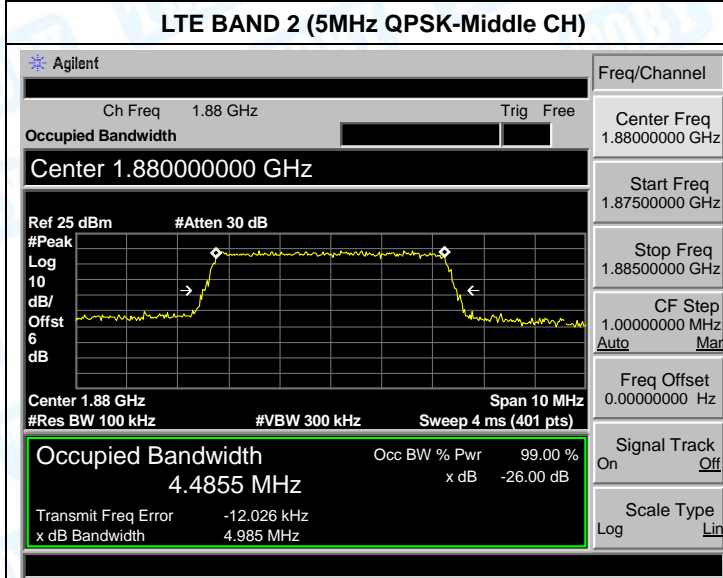 LTE BAND 2 (5MHz QPSK-Middle CH)
Agilent
Freq/Channel
Ch Freq 1.88 GHz Trig Free
Occupied Bandwidth
Center Freq
1.88000000 GHz
Center 1.880000000 GHz
Start Freq
1.87500000 GHz
Ref 25 dBm #Atten 30 dB
#Peak
Log
10
dB/
Offst
6
dB
Stop Freq
1.88500000 GHz
CF Step
1.00000000 MHz
Auto Man
Center 1.88 GHz Span 10 MHz
#Res BW 100 kHz #VBW 300 kHz Sweep 4 ms (401 pts)
Freq Offset
0.00000000 Hz
Occupied Bandwidth Occ BW % Pwr 99.00 %
4.4855 MHz x dB -26.00 dB
Signal Track
On Off
Transmit Freq Error -12.026 kHz
x dB Bandwidth 4.985 MHz
Scale Type
Log Lin